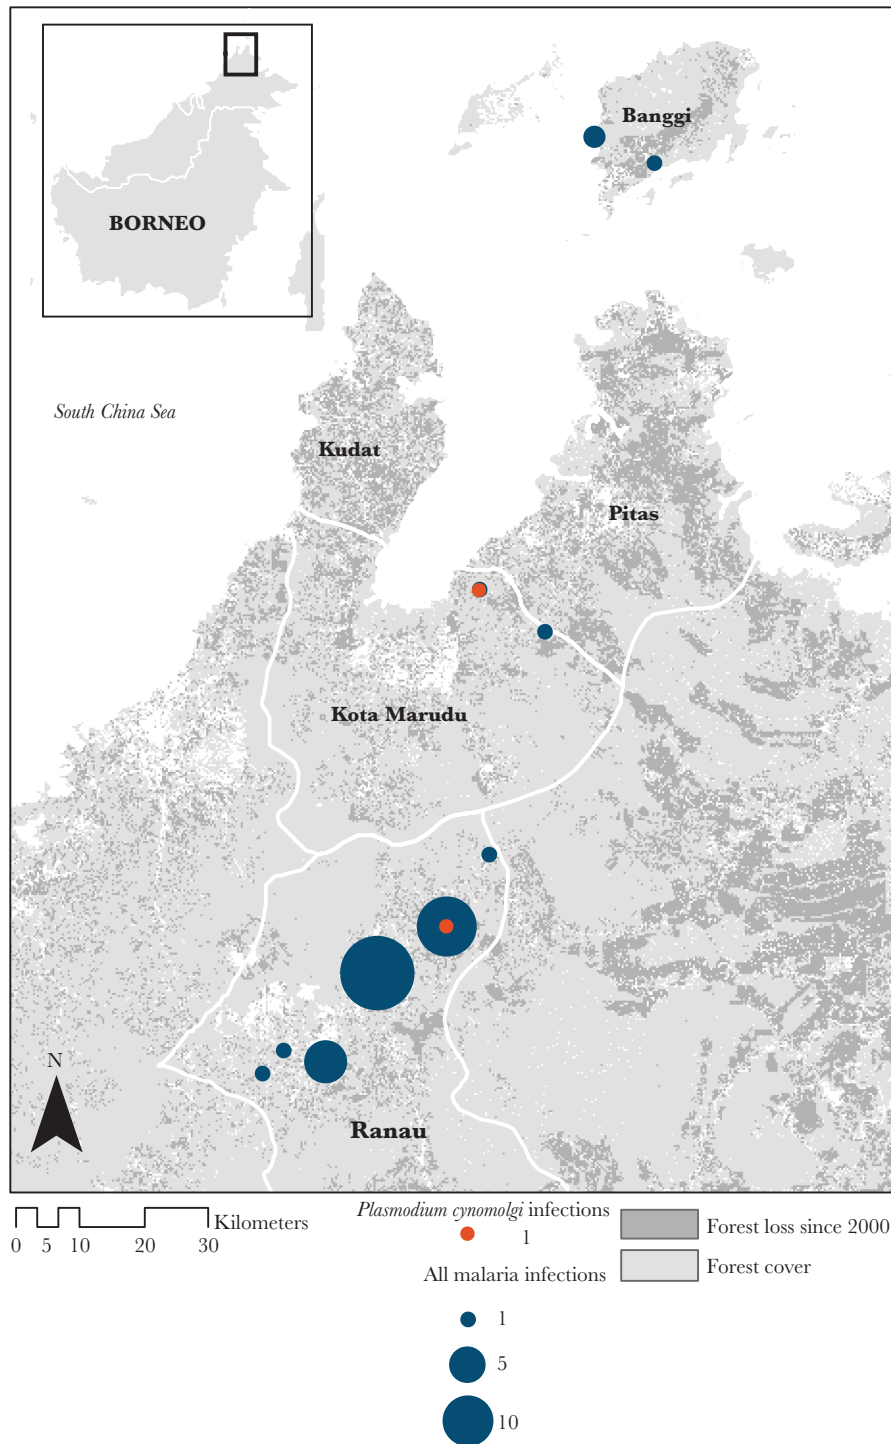 Banggi
BORNEO
South China Sea
Kudat
Pitas
Kota Marudu
N
Ranau
Kilometers
0 5 10 20 30
Plasmodium cynomolgi infections
1
All malaria infections
1
5
10
Forest loss since 2000
Forest cover